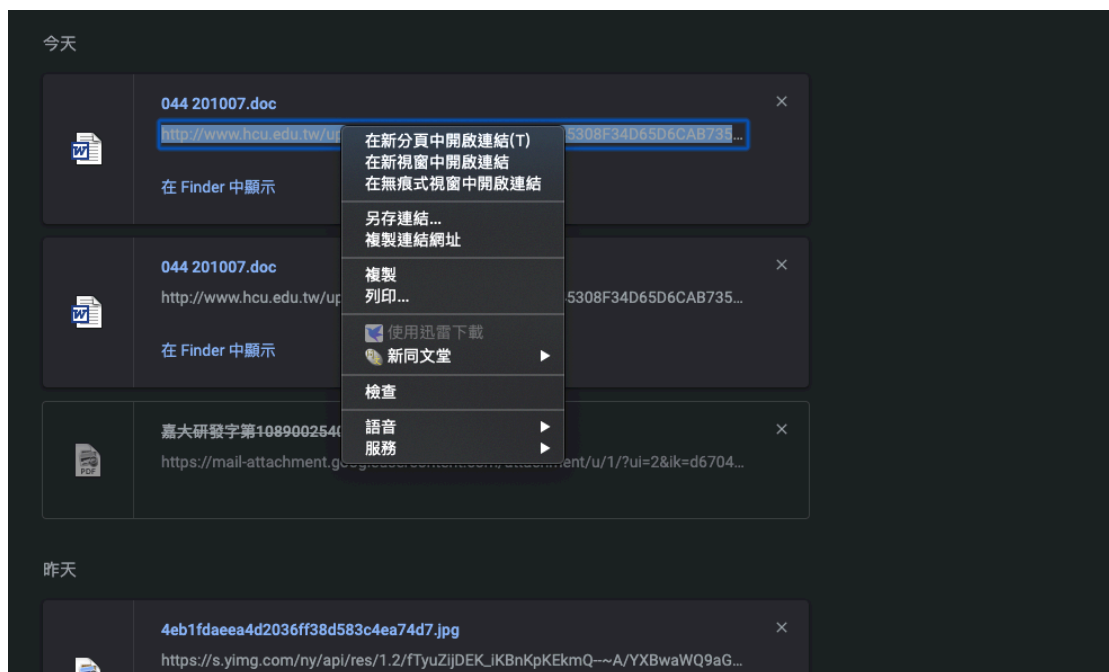 今天
044 201007.doc
http://www.hcu.edu.tw/up 5308F34D65D6CAB735...
在 Finder 中顯示
在新分頁中開啟連結(T)
在新視窗中開啟連結
在無痕式視窗中開啟連結
另存連結...
複製連結網址
複製
列印...
使用迅雷下載
新同文堂
檢查
語音
服務
044 201007.doc
http://www.hcu.edu.tw/up 5308F34D65D6CAB735...
在 Finder 中顯示
嘉大研發字第1089002540
https://mail-attachment.googleusercontent.com/attachment/u/1/?ui=2&ik=d6704...
PDF
昨天
4eb1fdaeea4d2036ff38d583c4ea74d7.jpg
https://s.yimg.com/ny/api/res/1.2/fTyuZijDEK_iKBnKpKEkmQ--~A/YXBwaWQ9aG...